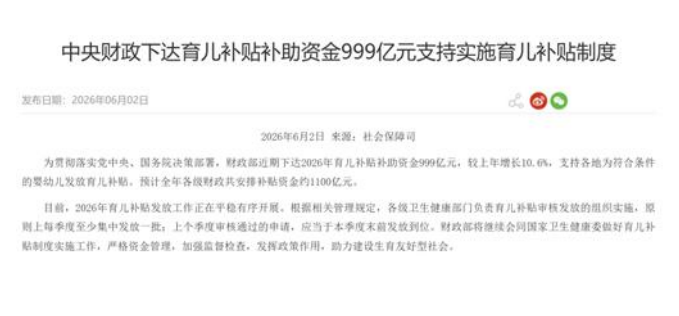 中央财政下达育儿补贴补助资金999亿元支持实施育儿补贴制度
发布日期：2026年06月02日
2026年6月2日 来源：社会保障司
为贯彻落实党中央、国务院决策部署，财政部近期下达2026年育儿补贴补助资金999亿元，较上年增长10.6%，支持各地为符合条件
的婴幼儿发放育儿补贴。预计全年各级财政共安排补贴资金约1100亿元。
目前，2026年育儿补贴发放工作正在平稳有序开展。根据相关管理规定，各级卫生健康部门负责育儿补贴审核发放的组织实施，原
则上每季度至少集中发放一批；上个季度审核通过的申请，应当于本季度末前发放到位。财政部将继续会同国家卫生健康委做好育儿补
贴制度实施工作，严格资金管理，加强监督检查，发挥政策作用，助力建设生育友好型社会。